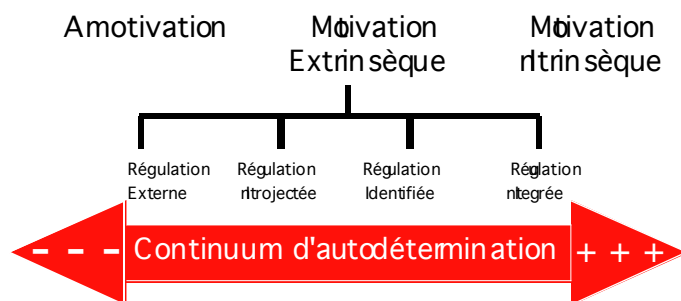 Amotivation
Motivation
Extrinsèque
Motivation
Intrinsèque
Régulation
Externe
Régulation
Introjectée
Régulation
Identifiée
Régulation
Intégrée
- - - Continuum d'autodétermination + + +